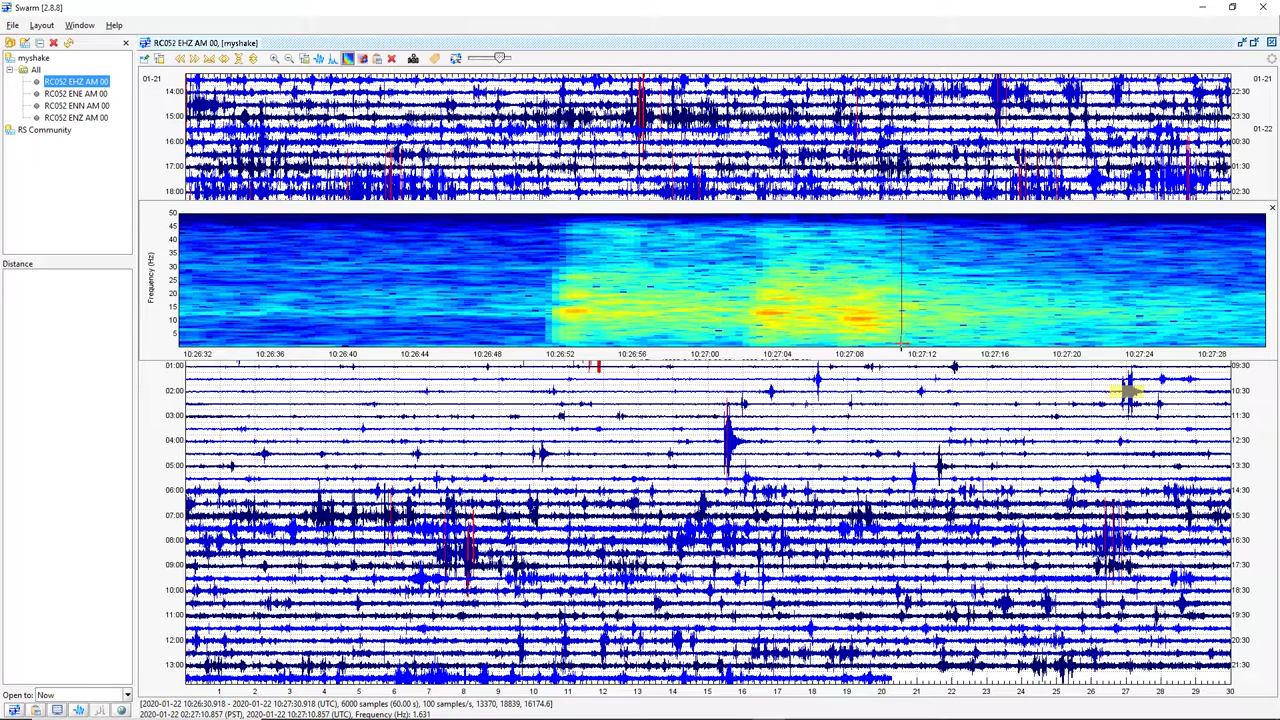 Swarm [2.8.8]
File Layout Window Help
RC052 EHZ AM 00, [myshake]
myshake
All
RC052 EHZ AM 00
RC052 ENE AM 00
RC052 ENN AM 00
RC052 ENZ AM 00
RS Community
Distance
Open to: Now
01-21 01-21
14:00 22:30
15:00 23:30
01-22
16:00 00:30
17:00 01:30
18:00 02:30
Frequency (Hz)
50
45
40
35
30
25
20
15
10
5
10:26:32 10:26:36 10:26:40 10:26:44 10:26:48 10:26:52 10:26:56 10:27:00 10:27:04 10:27:08 10:27:12 10:27:16 10:27:20 10:27:24 10:27:28
01:00 09:30
02:00 10:30
03:00 11:30
04:00 12:30
05:00 13:30
06:00 14:30
07:00 15:30
08:00 16:30
09:00 17:30
10:00 18:30
11:00 19:30
12:00 20:30
13:00 21:30
1 2 3 4 5 6 7 8 9 10 11 12 13 14 15 16 17 18 19 20 21 22 23 24 25 26 27 28 29 30
[2020-01-22 10:26:30.918 - 2020-01-22 10:27:30.918 (UTC), 6000 samples (60.00 s), 100 samples/s, 13370, 18839, 16174.6]
2020-01-22 02:27:10.857 (PST), 2020-01-22 10:27:10.857 (UTC), Frequency (Hz): 1.631